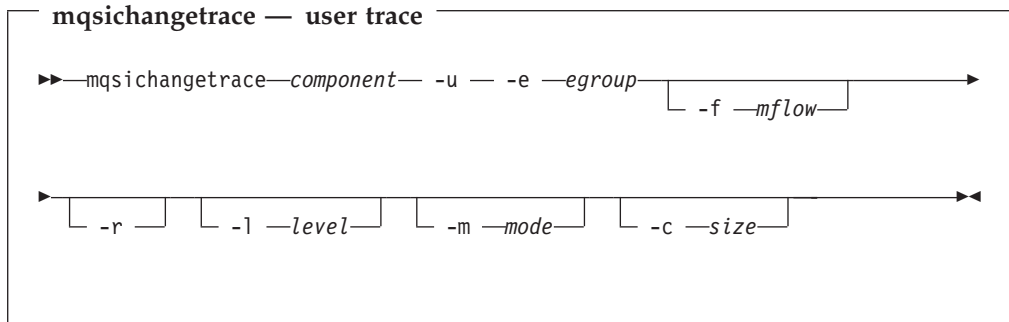 mqsichangetrace — user trace
mqsichangetrace component -u -e egroup
-f mflow
-r -l level -m mode -c size